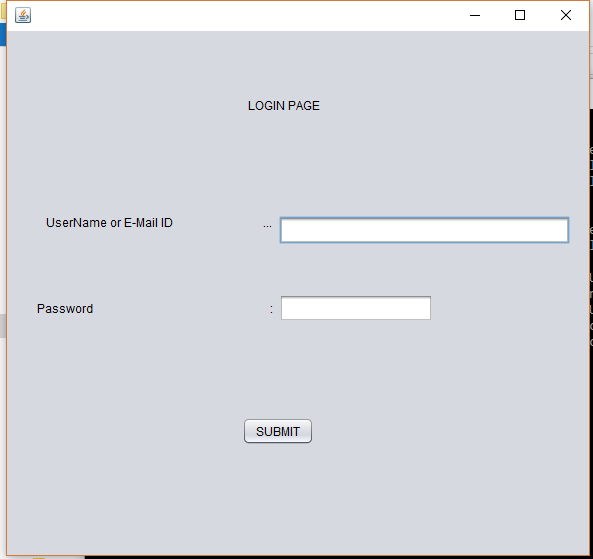 LOGIN PAGE
UserName or E-Mail ID ...
Password :
SUBMIT